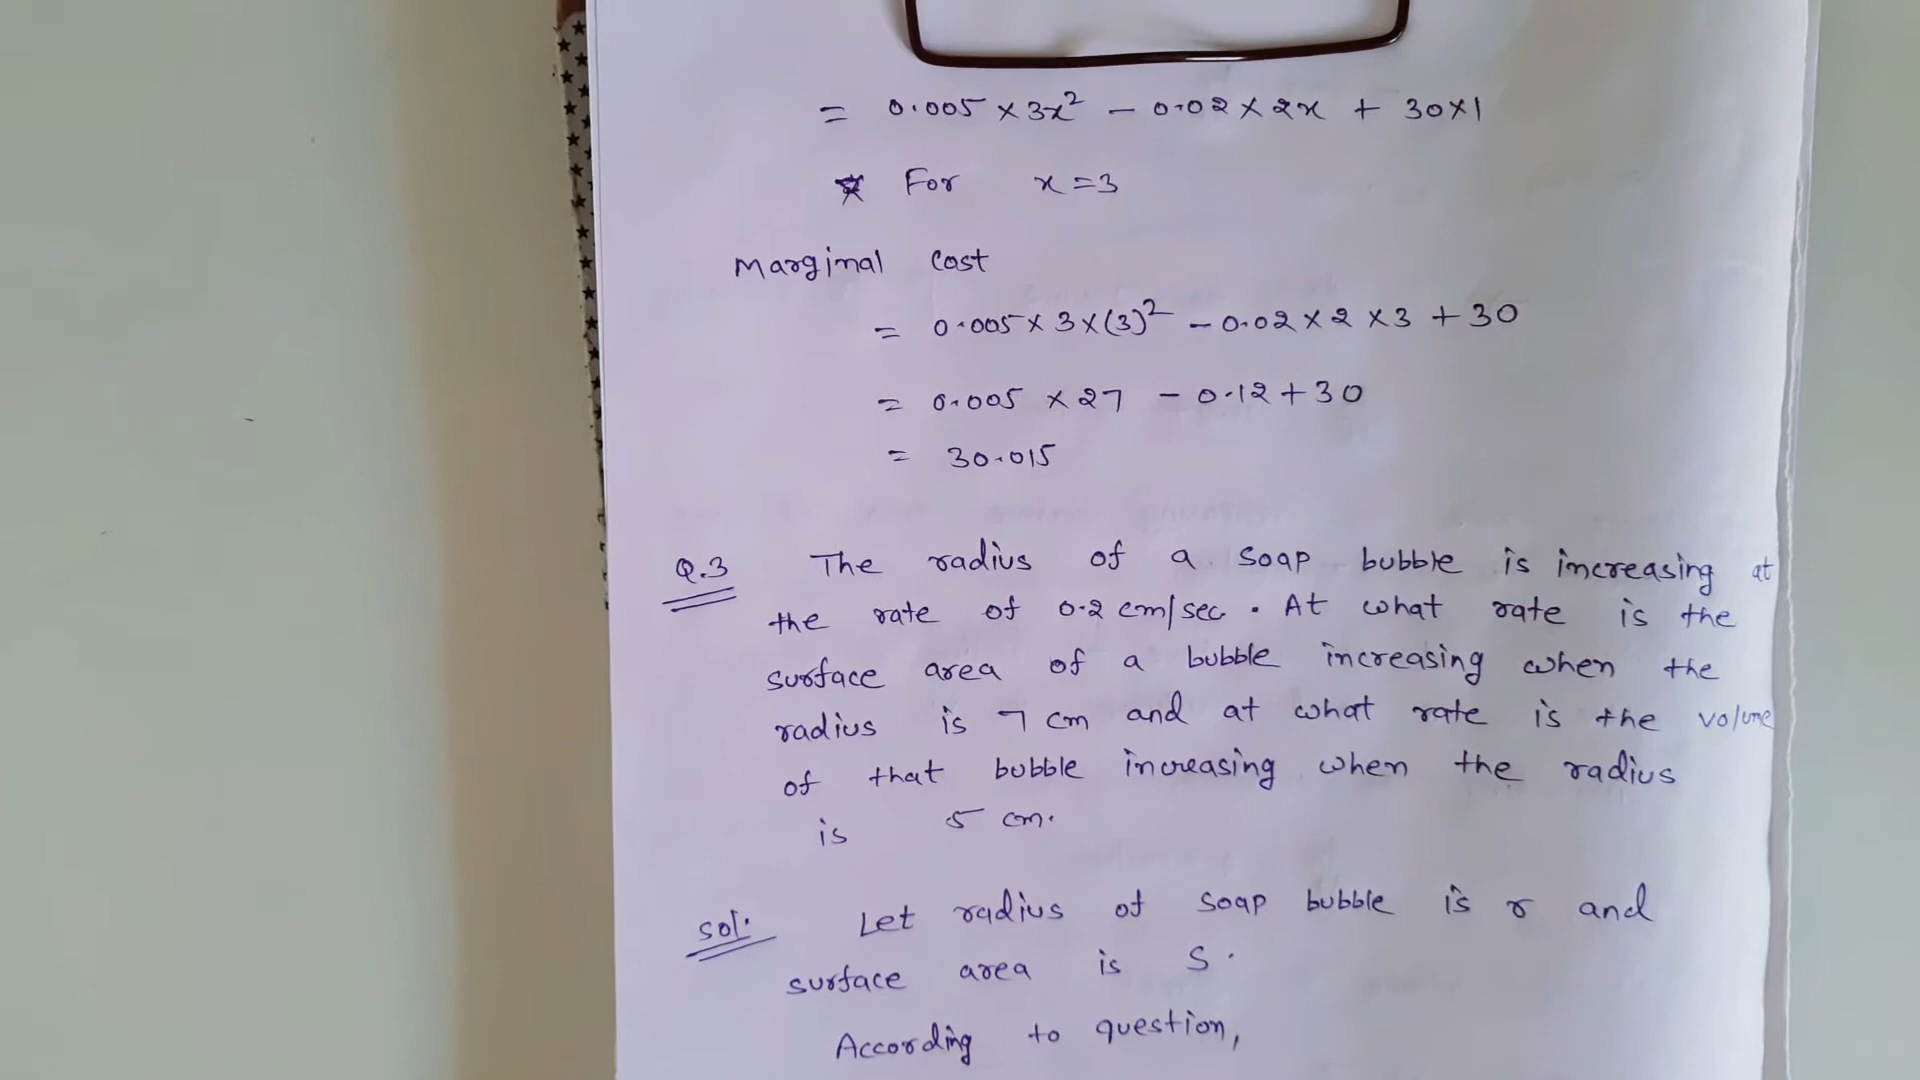 = 0.005 × 3x² - 0.02 × 2x + 30×1
☆ For x = 3
Marginal Cost
= 0.005 × 3 × (3)² - 0.02 × 2 × 3 + 30
= 0.005 × 27 - 0.12 + 30
= 30.015
Q.3 The radius of a soap bubble is increasing at
the rate of 0.2 cm/sec. At what rate is the
surface area of a bubble increasing when the
radius is 7 cm and at what rate is the volume
of that bubble increasing when the radius
is 5 cm.
Sol. Let radius of soap bubble is r and
surface area is S.
According to question,